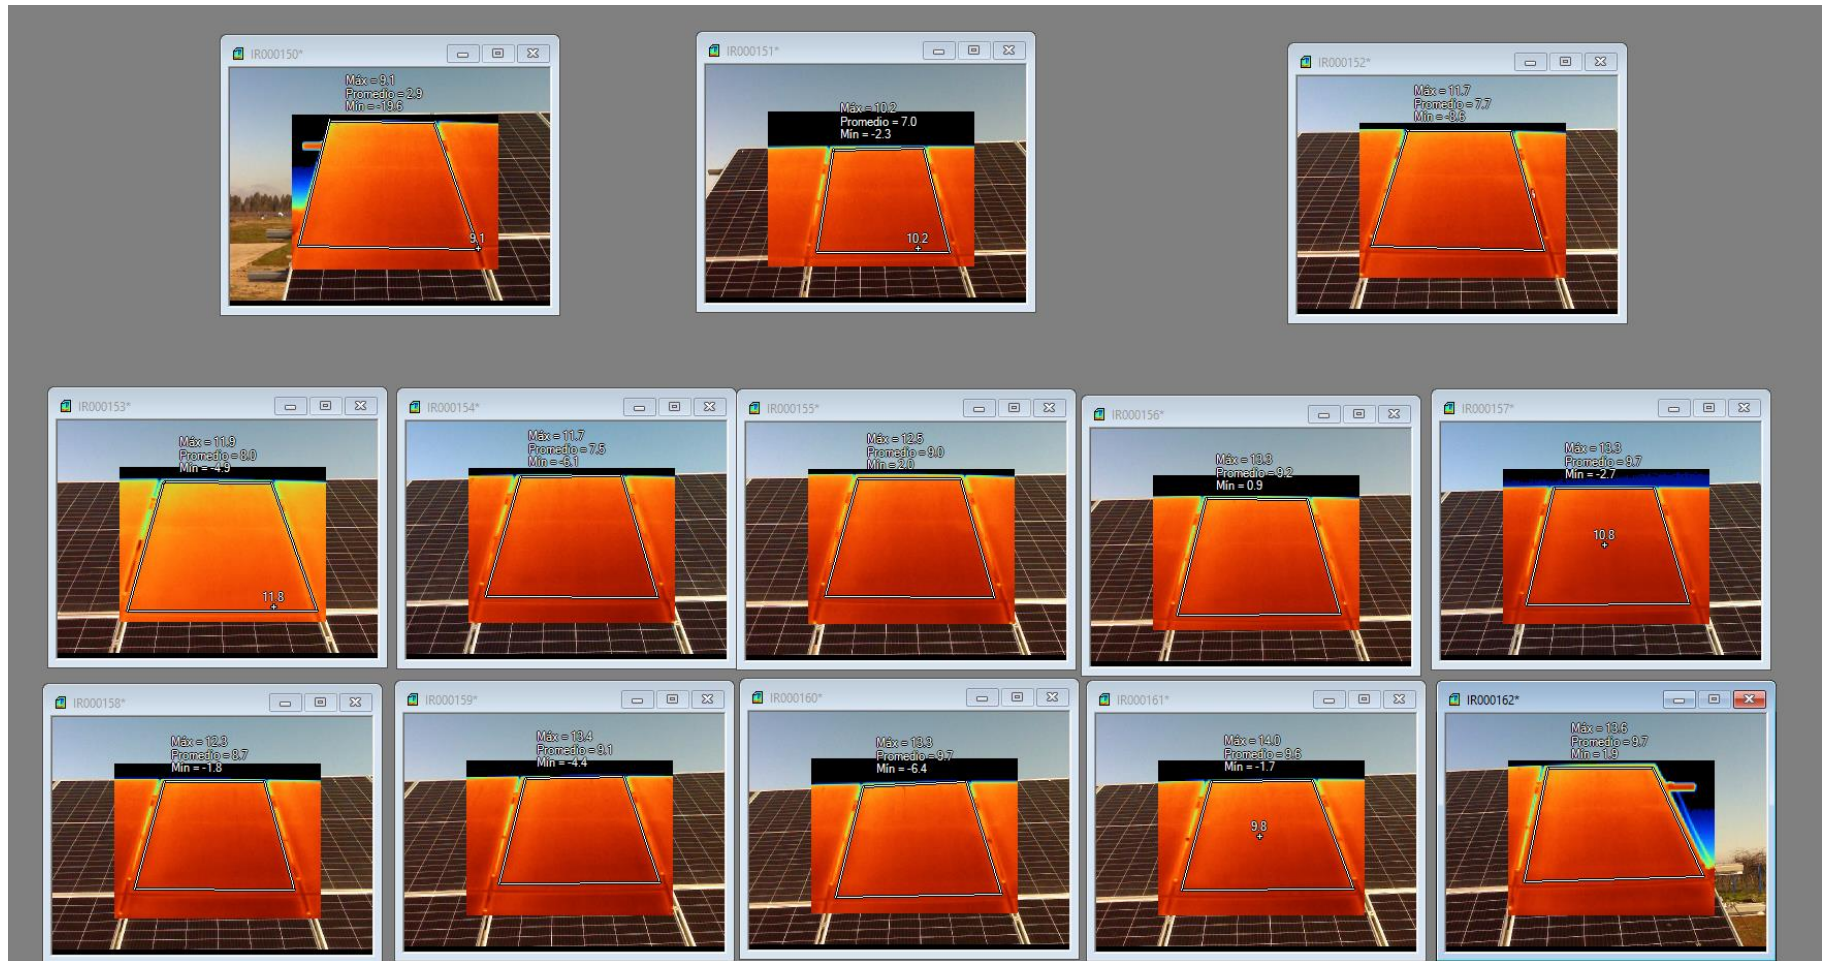 IR000150*
Máx = 9.1
Promedio = 2.9
Mín = -19.6
9.1
IR000151*
Máx = 10.2
Promedio = 7.0
Mín = -2.3
10.2
IR000152*
Máx = 11.7
Promedio = 7.7
Mín = -8.6
IR000153*
Máx = 11.9
Promedio = 8.0
Mín = -4.9
11.8
IR000154*
Máx = 11.7
Promedio = 7.5
Mín = -6.1
IR000155*
Máx = 12.5
Promedio = 9.0
Mín = 2.0
IR000156*
Máx = 13.3
Promedio = 9.2
Mín = 0.9
IR000157*
Máx = 13.3
Promedio = 9.7
Mín = -2.7
10.8
IR000158*
Máx = 12.3
Promedio = 8.7
Mín = -1.8
IR000159*
Máx = 13.4
Promedio = 9.1
Mín = -4.4
IR000160*
Máx = 13.3
Promedio = 9.7
Mín = -6.4
IR000161*
Máx = 14.0
Promedio = 9.6
Mín = -1.7
9.8
IR000162*
Máx = 13.6
Promedio = 9.7
Mín = 1.9